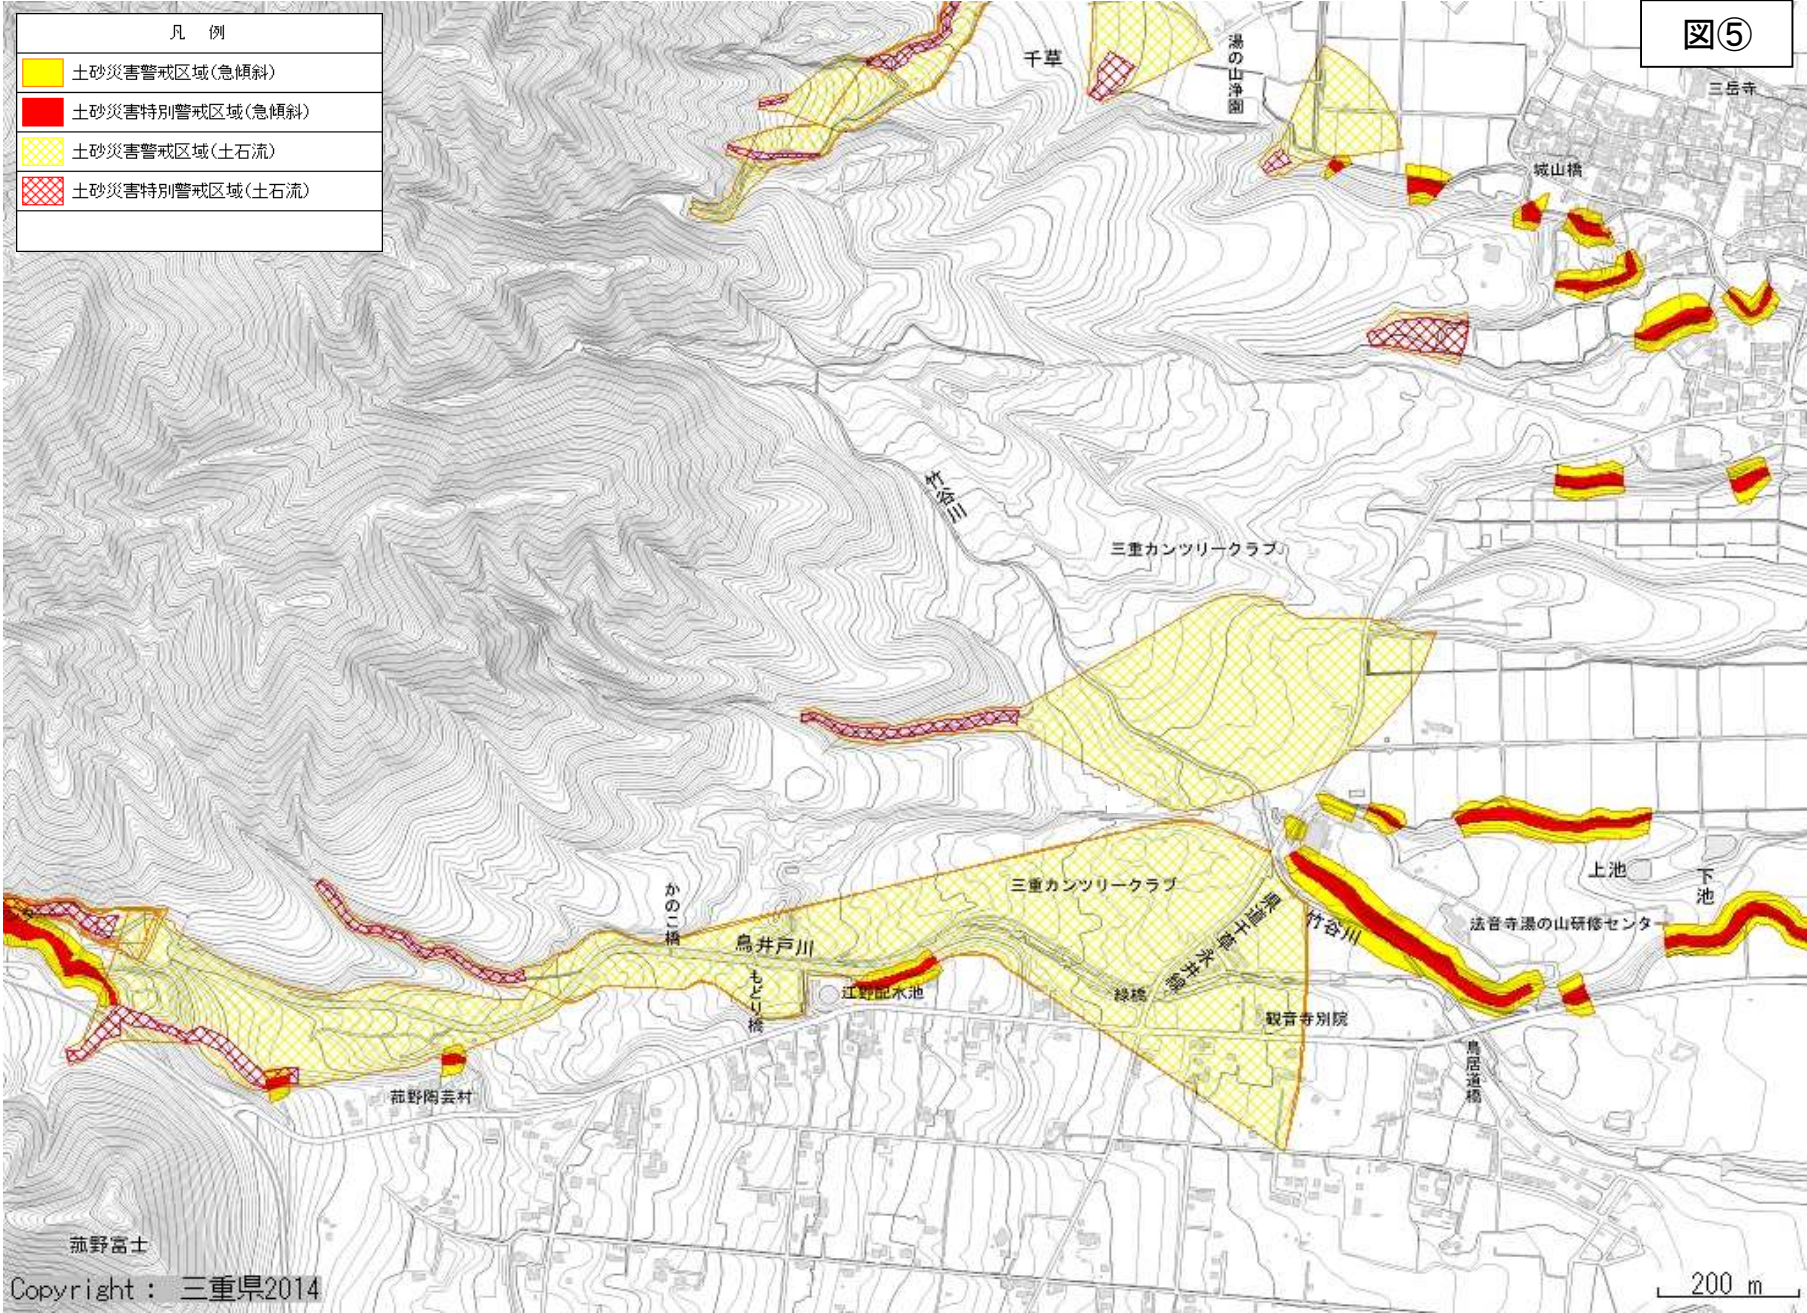 凡 例
土砂災害警戒区域(急傾斜)
土砂災害特別警戒区域(急傾斜)
土砂災害警戒区域(土石流)
土砂災害特別警戒区域(土石流)
図⑤
千草
湯の山浄園
三岳寺
城山橋
竹谷川
三重カンツリークラブ
かのこ橋
三重カンツリークラブ
鳥井戸川
県道千草永井線
竹谷川
上池
下池
法音寺湯の山研修センター
もどり橋
江野配水池
緑橋
観音寺別院
鳥居道橋
菰野陶芸村
菰野富士
Copyright : 三重県2014
200 m